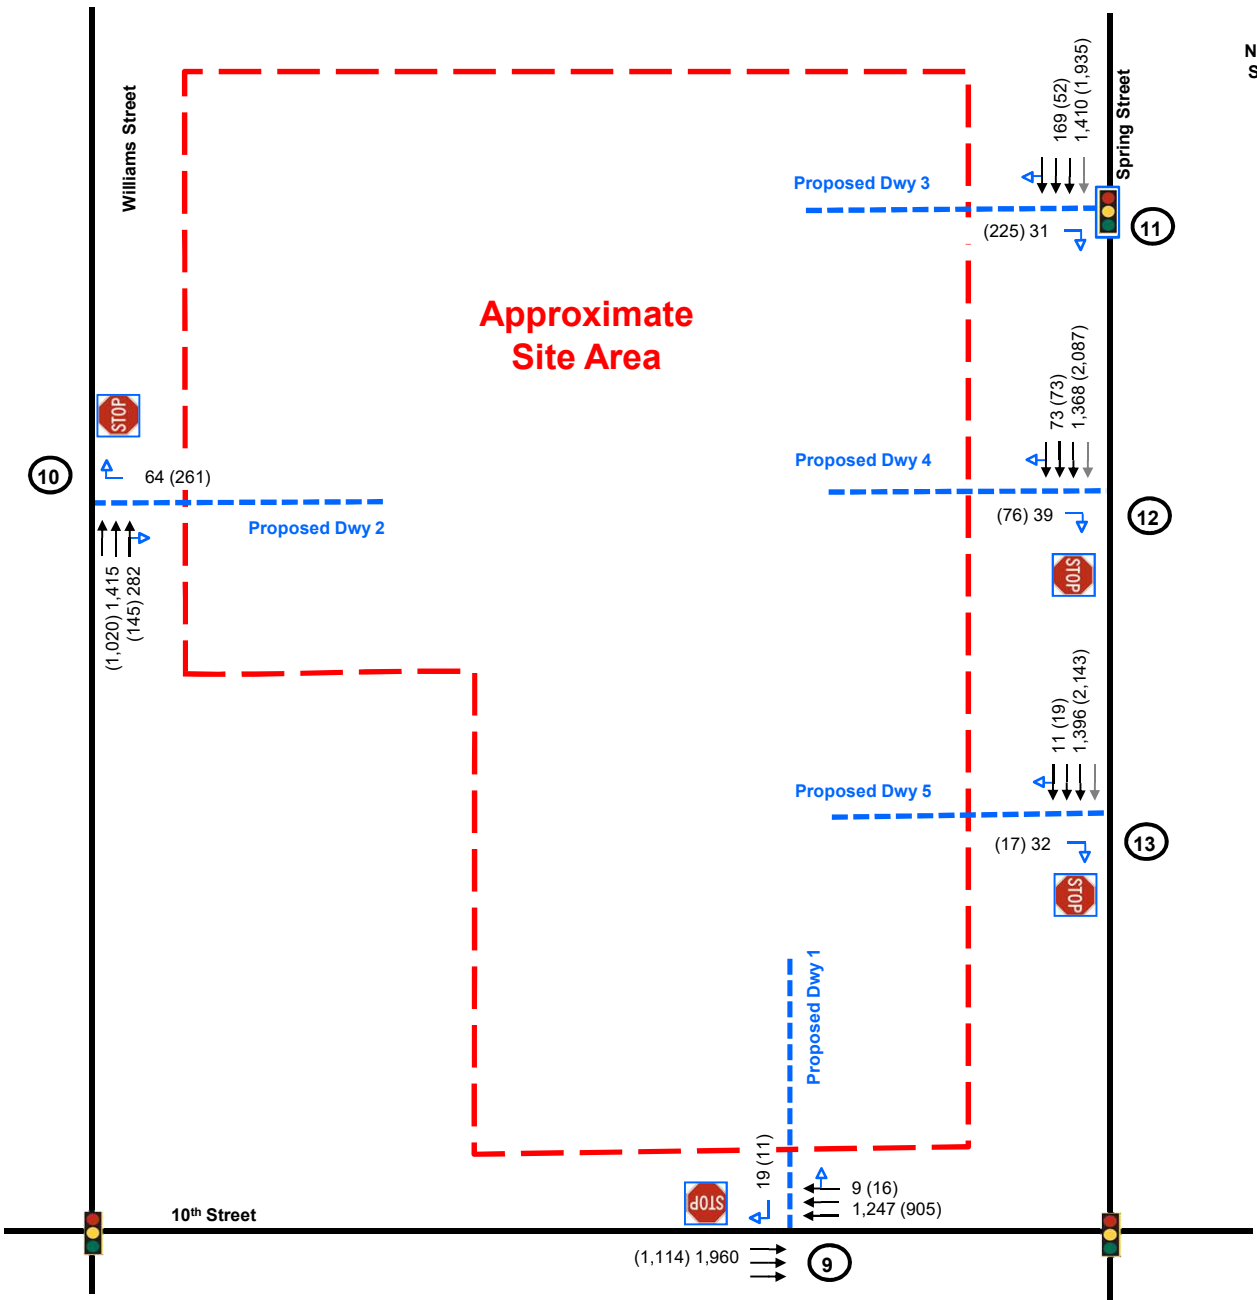 N
S
Williams Street
Spring Street
169 (52)
1,410 (1,935)
Proposed Dwy 3
(225) 31
11
Approximate
Site Area
73 (73)
1,368 (2,087)
STOP
10
64 (261)
Proposed Dwy 2
(1,020) 1,415
(145) 282
Proposed Dwy 4
(76) 39
12
STOP
11 (19)
1,396 (2,143)
Proposed Dwy 5
(17) 32
13
STOP
Proposed Dwy 1
19 (11)
STOP
9 (16)
1,247 (905)
10th Street
(1,114) 1,960
9